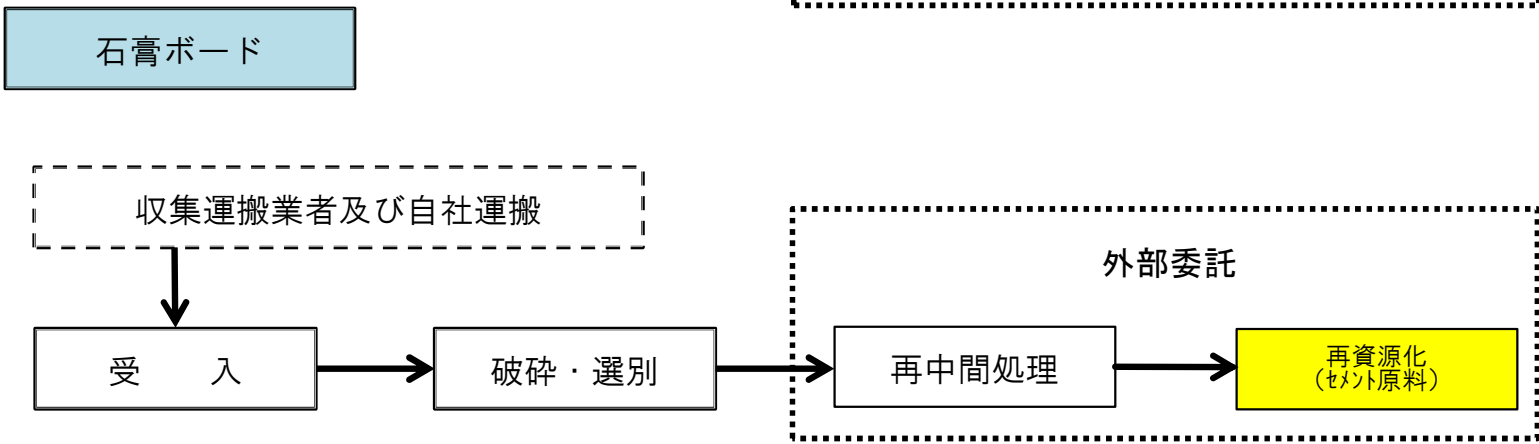 石膏ボード
収集運搬業者及び自社運搬
外部委託
受　　入
破砕・選別
再中間処理
再資源化
(ｾﾒﾝﾄ原料)